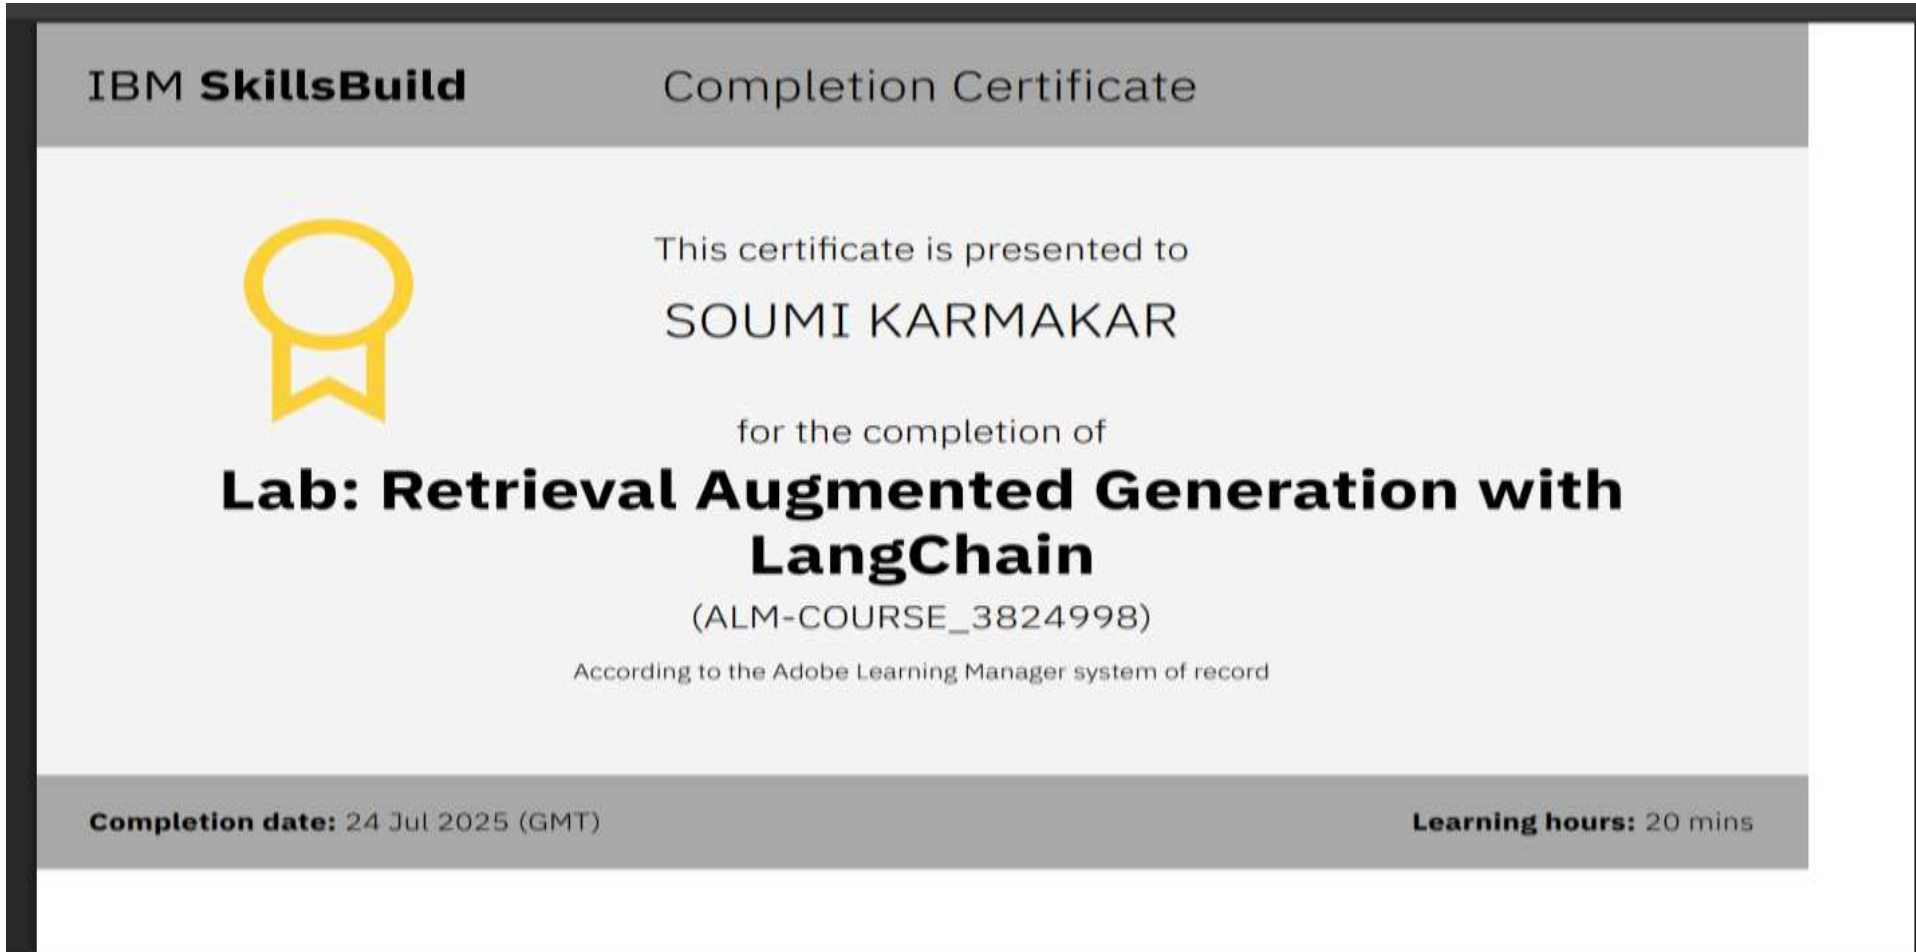 IBM SkillsBuild
Completion Certificate
This certificate is presented to
SOUMI KARMAKAR
for the completion of
Lab: Retrieval Augmented Generation with
LangChain
(ALM-COURSE_3824998)
According to the Adobe Learning Manager system of record
Completion date: 24 Jul 2025 (GMT)
Learning hours: 20 mins